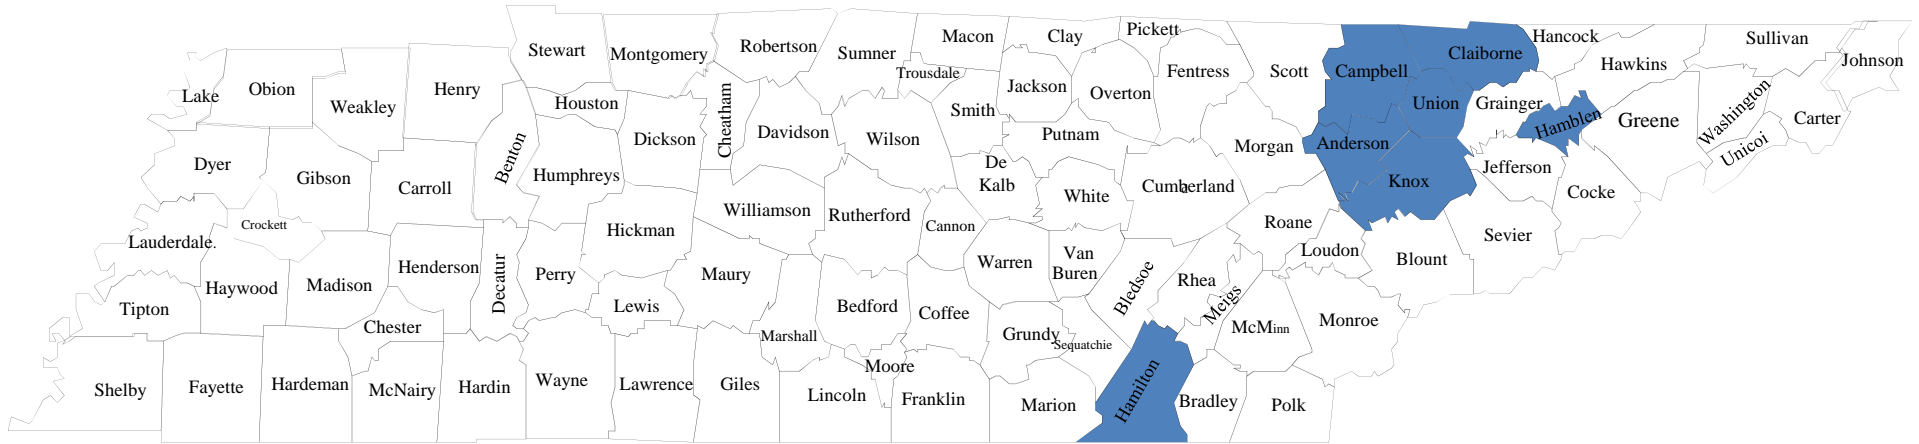 Stewart
Montgomery
Robertson
Sumner
Macon
Clay
Pickett
Hancock
Sullivan
Johnson
Trousdale
Fentress
Scott
Campbell
Claiborne
Hawkins
Lake
Obion
Weakley
Henry
Houston
Cheatham
Jackson
Overton
Smith
Union
Grainger
Washington
Carter
Dickson
Davidson
Wilson
Putnam
Morgan
Anderson
Hamblen
Greene
Unicoi
Dyer
Gibson
Carroll
Benton
Humphreys
De
Kalb
White
Cumberland
Knox
Jefferson
Cocke
Crockett
Williamson
Rutherford
Cannon
Roane
Lauderdale.
Hickman
Loudon
Sevier
Blount
Haywood
Madison
Henderson
Decatur
Perry
Maury
Warren
Van
Buren
Bledsoe
Rhea
Meigs
Tipton
Lewis
Bedford
Coffee
Chester
Marshall
Grundy
Sequatchie
McMinn
Monroe
Moore
Shelby
Fayette
Hardeman
McNairy
Hardin
Wayne
Lawrence
Giles
Lincoln
Franklin
Marion
Hamilton
Bradley
Polk